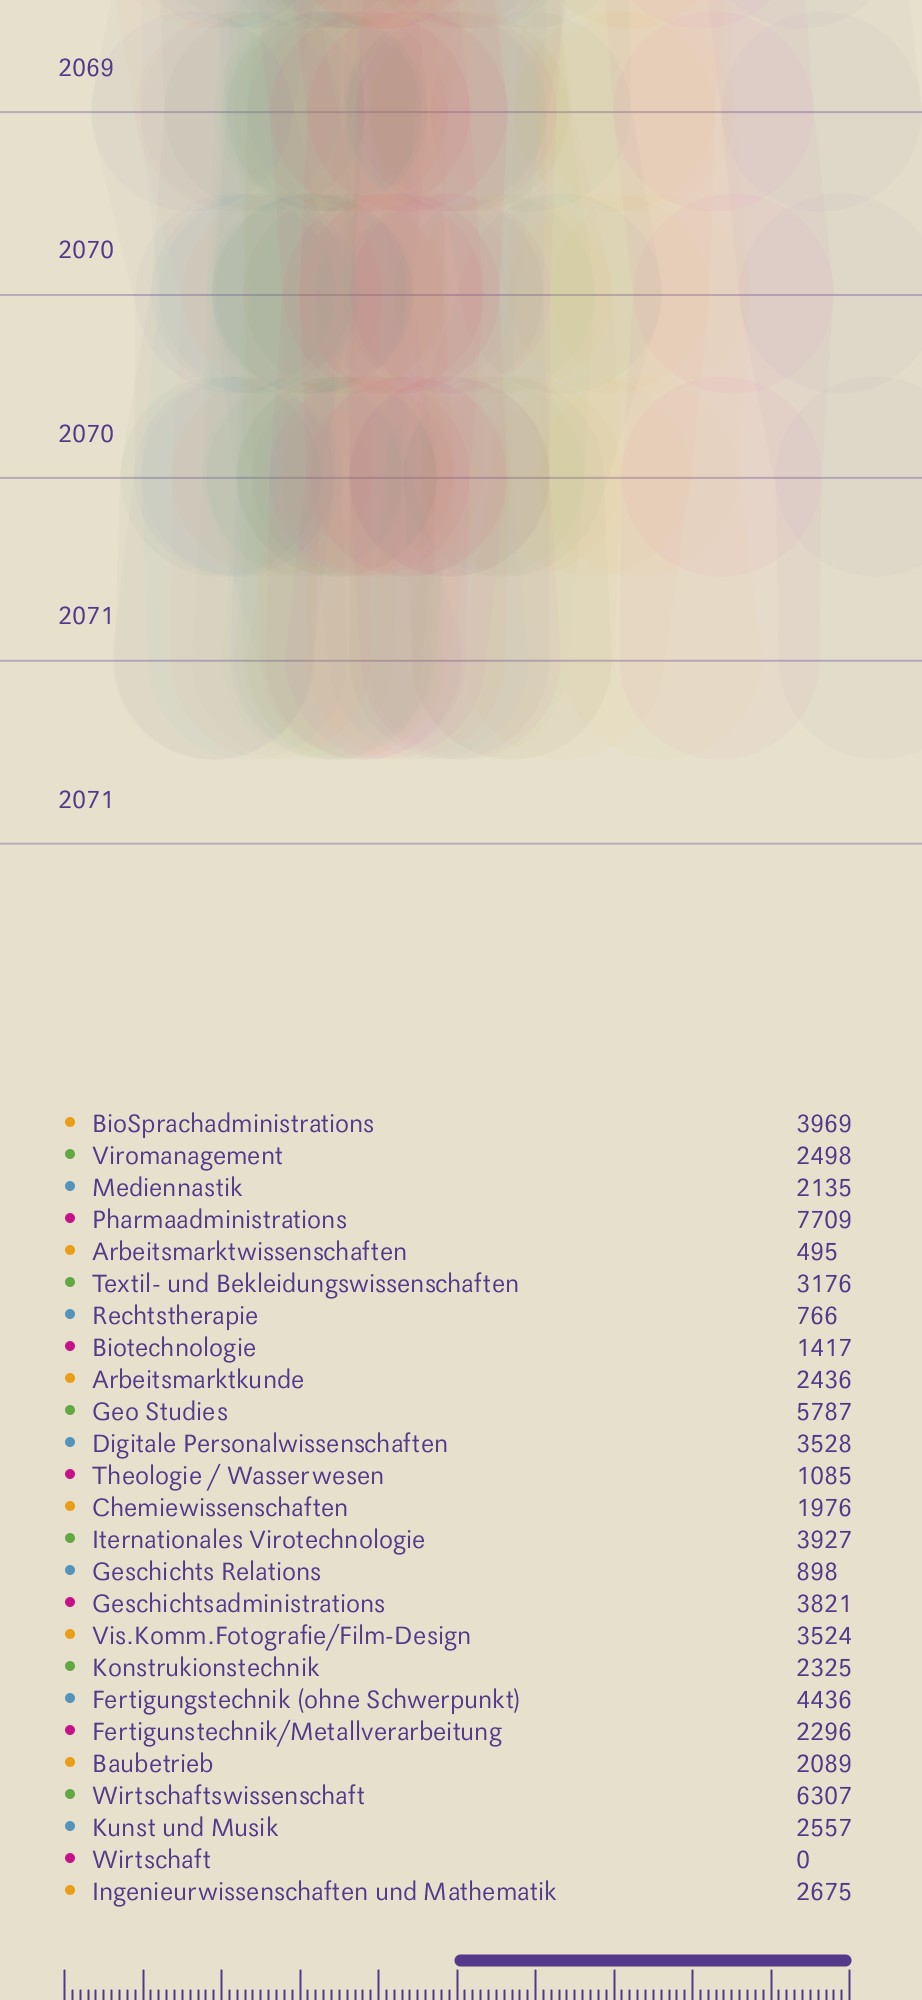 2069
2070
2070
2071
2071
BioSprachadministrations 3969
Viromanagement 2498
Mediennastik 2135
Pharmaadministrations 7709
Arbeitsmarktwissenschaften 495
Textil- und Bekleidungswissenschaften 3176
Rechtstherapie 766
Biotechnologie 1417
Arbeitsmarktkunde 2436
Geo Studies 5787
Digitale Personalwissenschaften 3528
Theologie / Wasserwesen 1085
Chemiewissenschaften 1976
Iternationales Virotechnologie 3927
Geschichts Relations 898
Geschichtsadministrations 3821
Vis.Komm.Fotografie/Film-Design 3524
Konstrukionstechnik 2325
Fertigungstechnik (ohne Schwerpunkt) 4436
Fertigunstechnik/Metallverarbeitung 2296
Baubetrieb 2089
Wirtschaftswissenschaft 6307
Kunst und Musik 2557
Wirtschaft 0
Ingenieurwissenschaften und Mathematik 2675